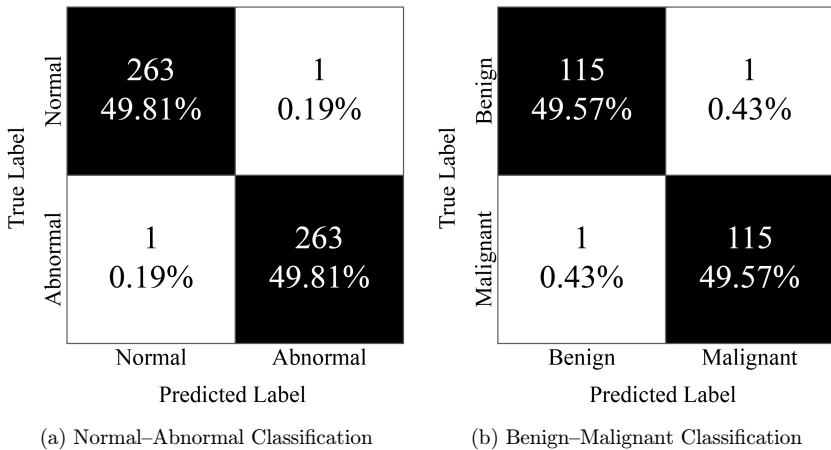 True Label
Normal
263
49.81%
1
0.19%
Abnormal
1
0.19%
263
49.81%
Normal
Abnormal
Predicted Label
(a) Normal–Abnormal Classification
True Label
Benign
115
49.57%
1
0.43%
Malignant
1
0.43%
115
49.57%
Benign
Malignant
Predicted Label
(b) Benign–Malignant Classification